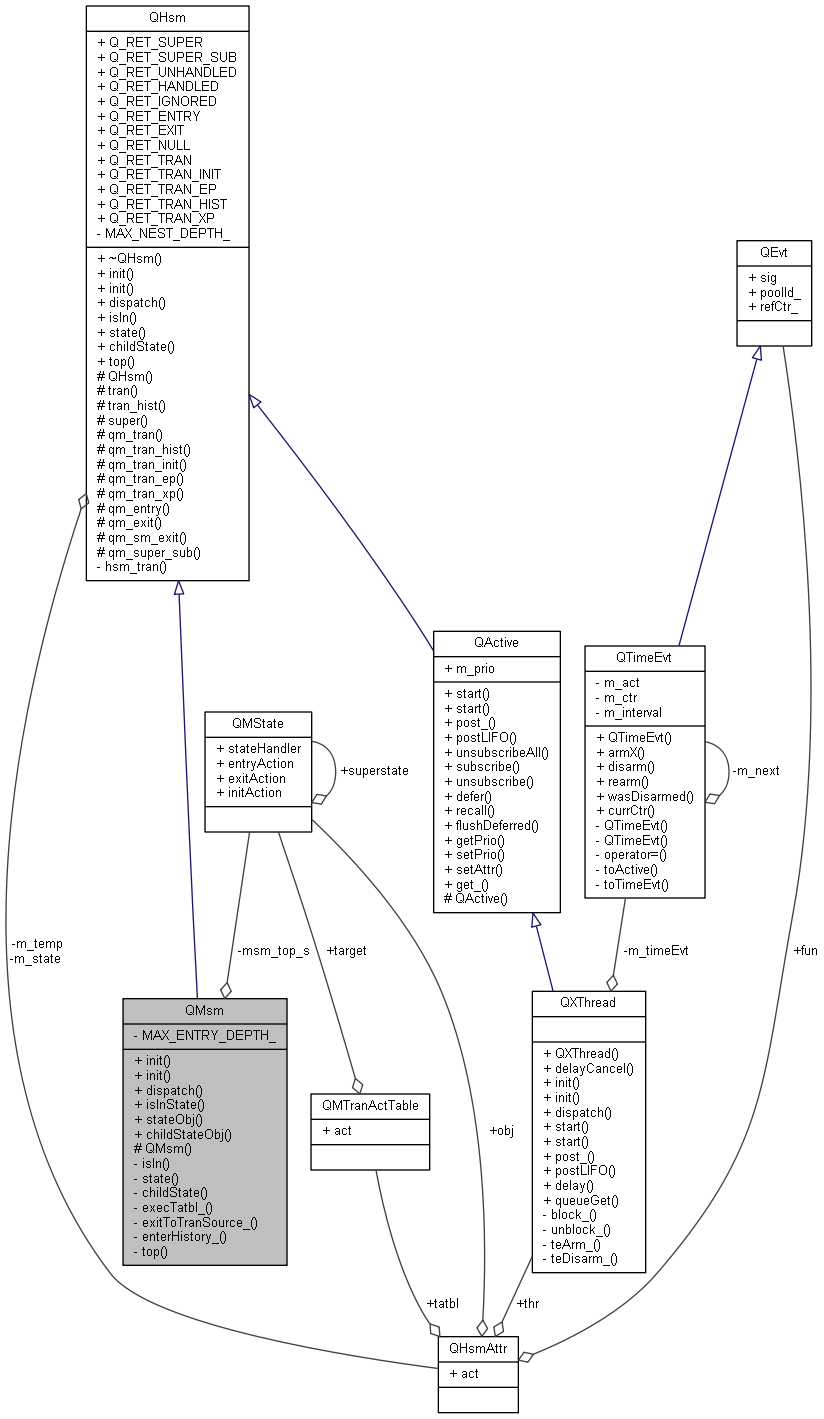 QHsm
+ Q_RET_SUPER
+ Q_RET_SUPER_SUB
+ Q_RET_UNHANDLED
+ Q_RET_HANDLED
+ Q_RET_IGNORED
+ Q_RET_ENTRY
+ Q_RET_EXIT
+ Q_RET_NULL
+ Q_RET_TRAN
+ Q_RET_TRAN_INIT
+ Q_RET_TRAN_EP
+ Q_RET_TRAN_HIST
+ Q_RET_TRAN_XP
- MAX_NEST_DEPTH_
+ ~QHsm()
+ init()
+ init()
+ dispatch()
+ isIn()
+ state()
+ childState()
+ top()
# QHsm()
# tran()
# tran_hist()
# super()
# qm_tran()
# qm_tran_hist()
# qm_tran_init()
# qm_tran_ep()
# qm_tran_xp()
# qm_entry()
# qm_exit()
# qm_sm_exit()
# qm_super_sub()
- hsm_tran()
QEvt
+ sig
+ poolId_
+ refCtr_
QActive
+ m_prio
+ start()
+ start()
+ post_()
+ postLIFO()
+ unsubscribeAll()
+ subscribe()
+ unsubscribe()
+ defer()
+ recall()
+ flushDeferred()
+ getPrio()
+ setPrio()
+ setAttr()
+ get_()
# QActive()
QTimeEvt
- m_act
- m_ctr
- m_interval
+ QTimeEvt()
+ armX()
+ disarm()
+ rearm()
+ wasDisarmed()
+ currCtr()
- QTimeEvt()
- QTimeEvt()
- operator=()
- toActive()
- toTimeEvt()
-m_next
QMState
+ stateHandler
+ entryAction
+ exitAction
+ initAction
+superstate
-m_temp
-m_state
-msm_top_s
+target
-m_timeEvt
+fun
QMsm
- MAX_ENTRY_DEPTH_
+ init()
+ init()
+ dispatch()
+ isInState()
+ stateObj()
+ childStateObj()
# QMsm()
- isIn()
- state()
- childState()
- execTatbl_()
- exitToTranSource_()
- enterHistory_()
- top()
QMTranActTable
+ act
+obj
QXThread
+ QXThread()
+ delayCancel()
+ init()
+ init()
+ dispatch()
+ start()
+ start()
+ post_()
+ postLIFO()
+ delay()
+ queueGet()
- block_()
- unblock_()
- teArm_()
- teDisarm_()
+tatbl
+thr
QHsmAttr
+ act